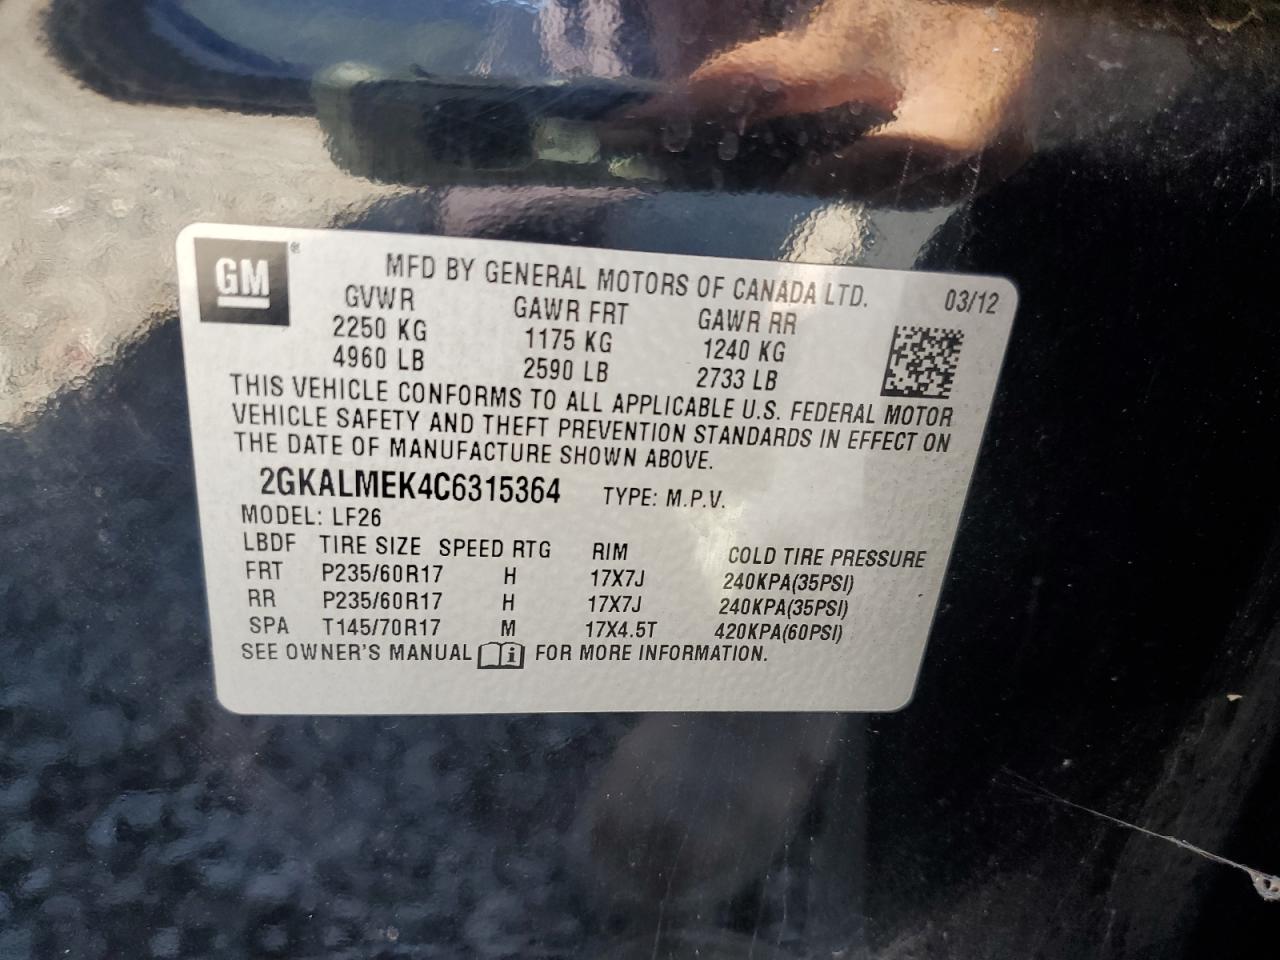 GM ®
MFD BY GENERAL MOTORS OF CANADA LTD. 03/12
GVWR GAWR FRT GAWR RR
2250 KG 1175 KG 1240 KG
4960 LB 2590 LB 2733 LB
THIS VEHICLE CONFORMS TO ALL APPLICABLE U.S. FEDERAL MOTOR
VEHICLE SAFETY AND THEFT PREVENTION STANDARDS IN EFFECT ON
THE DATE OF MANUFACTURE SHOWN ABOVE.
2GKALMEK4C6315364 TYPE: M.P.V.
MODEL: LF26
LBDF TIRE SIZE SPEED RTG RIM COLD TIRE PRESSURE
FRT P235/60R17 H 17X7J 240KPA(35PSI)
RR P235/60R17 H 17X7J 240KPA(35PSI)
SPA T145/70R17 M 17X4.5T 420KPA(60PSI)
SEE OWNER'S MANUAL i FOR MORE INFORMATION.